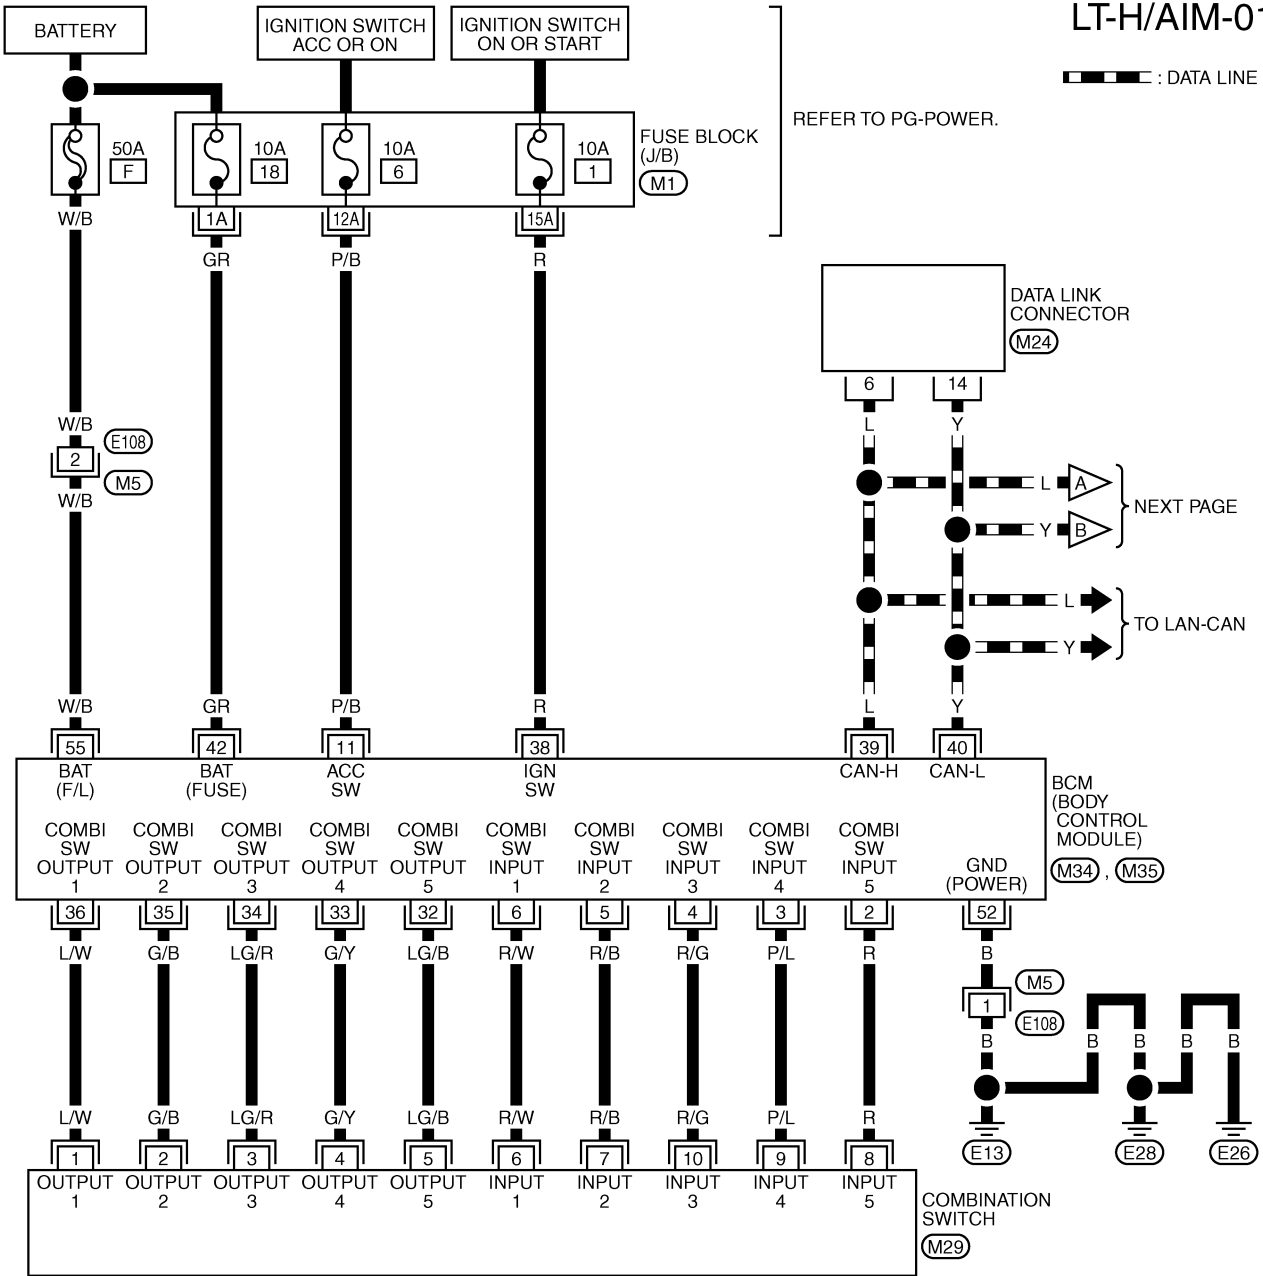 LT-H/AIM-01
BATTERY
IGNITION SWITCH
ACC OR ON
IGNITION SWITCH
ON OR START
: DATA LINE
REFER TO PG-POWER.
50A
F
10A
18
10A
6
10A
1
FUSE BLOCK
(J/B)
M1
W/B
1A
12A
15A
GR
P/B
R
DATA LINK
CONNECTOR
M24
6
14
L
Y
W/B
E108
2
M5
W/B
L
A
Y
B
NEXT PAGE
L
Y
TO LAN-CAN
W/B
GR
P/B
R
L
Y
55
42
11
38
39
40
BAT
(F/L)
BAT
(FUSE)
ACC
SW
IGN
SW
CAN-H
CAN-L
BCM
(BODY
CONTROL
MODULE)
M34 , M35
COMBI
SW
OUTPUT
1
COMBI
SW
OUTPUT
2
COMBI
SW
OUTPUT
3
COMBI
SW
OUTPUT
4
COMBI
SW
OUTPUT
5
COMBI
SW
INPUT
1
COMBI
SW
INPUT
2
COMBI
SW
INPUT
3
COMBI
SW
INPUT
4
COMBI
SW
INPUT
5
GND
(POWER)
36
35
34
33
32
6
5
4
3
2
52
L/W
G/B
LG/R
G/Y
LG/B
R/W
R/B
R/G
P/L
R
B
M5
1
E108
B
B
B
B
B
L/W
G/B
LG/R
G/Y
LG/B
R/W
R/B
R/G
P/L
R
E13
E28
E26
1
2
3
4
5
6
7
10
9
8
OUTPUT
1
OUTPUT
2
OUTPUT
3
OUTPUT
4
OUTPUT
5
INPUT
1
INPUT
2
INPUT
3
INPUT
4
INPUT
5
COMBINATION
SWITCH
M29